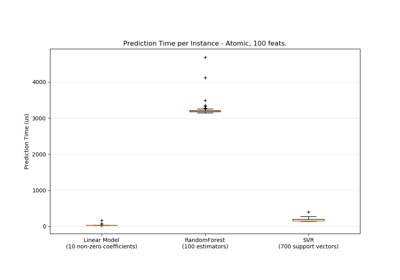 Prediction Time per Instance - Atomic, 100 feats.
Prediction Time (us)
4000
3000
2000
1000
0
Linear Model
(10 non-zero coefficients)
RandomForest
(100 estimators)
SVR
(700 support vectors)